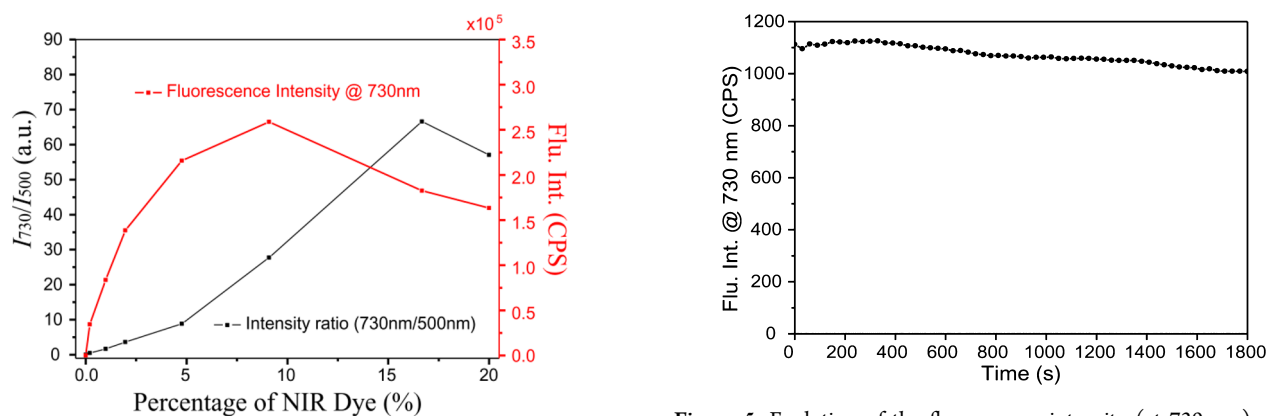 x10⁵
90
80
70
60
50
40
30
20
10
0
I730/I500 (a.u.)
Fluorescence Intensity @ 730nm
Intensity ratio (730nm/500nm)
3.5
3.0
2.5
2.0
1.5
1.0
0.5
0.0
Flu. Int. (CPS)
0.0 5 10 15 20
Percentage of NIR Dye (%)
1200
1000
800
600
400
200
0
Flu. Int. @ 730 nm (CPS)
0 200 400 600 800 1000 1200 1400 1600 1800
Time (s)